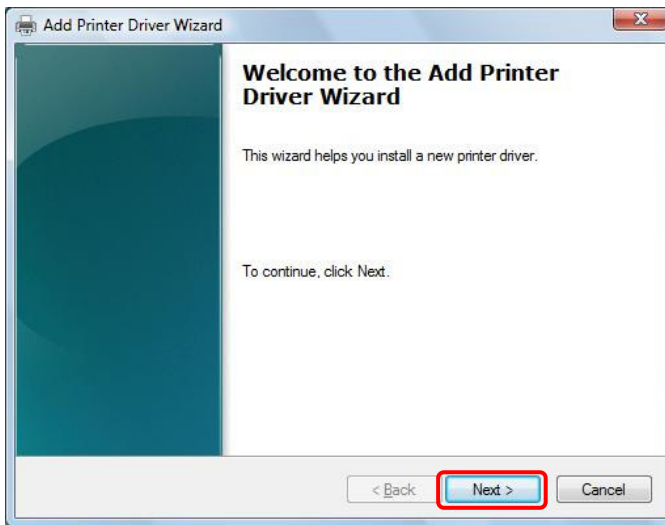 Add Printer Driver Wizard
Welcome to the Add Printer
Driver Wizard
This wizard helps you install a new printer driver.
To continue, click Next.
< Back Next > Cancel